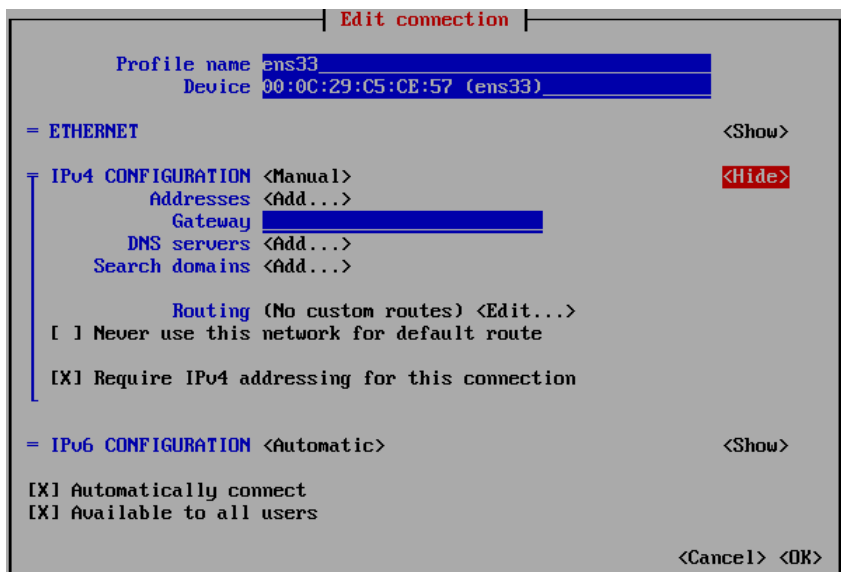 Edit connection
Profile name ens33
Device 00:0C:29:C5:CE:57 (ens33)
= ETHERNET <Show>
= IPv4 CONFIGURATION <Manual> <Hide>
Addresses <Add...>
Gateway
DNS servers <Add...>
Search domains <Add...>
Routing (No custom routes) <Edit...>
[ ] Never use this network for default route
[X] Require IPv4 addressing for this connection
= IPv6 CONFIGURATION <Automatic> <Show>
[X] Automatically connect
[X] Available to all users
<Cancel> <OK>